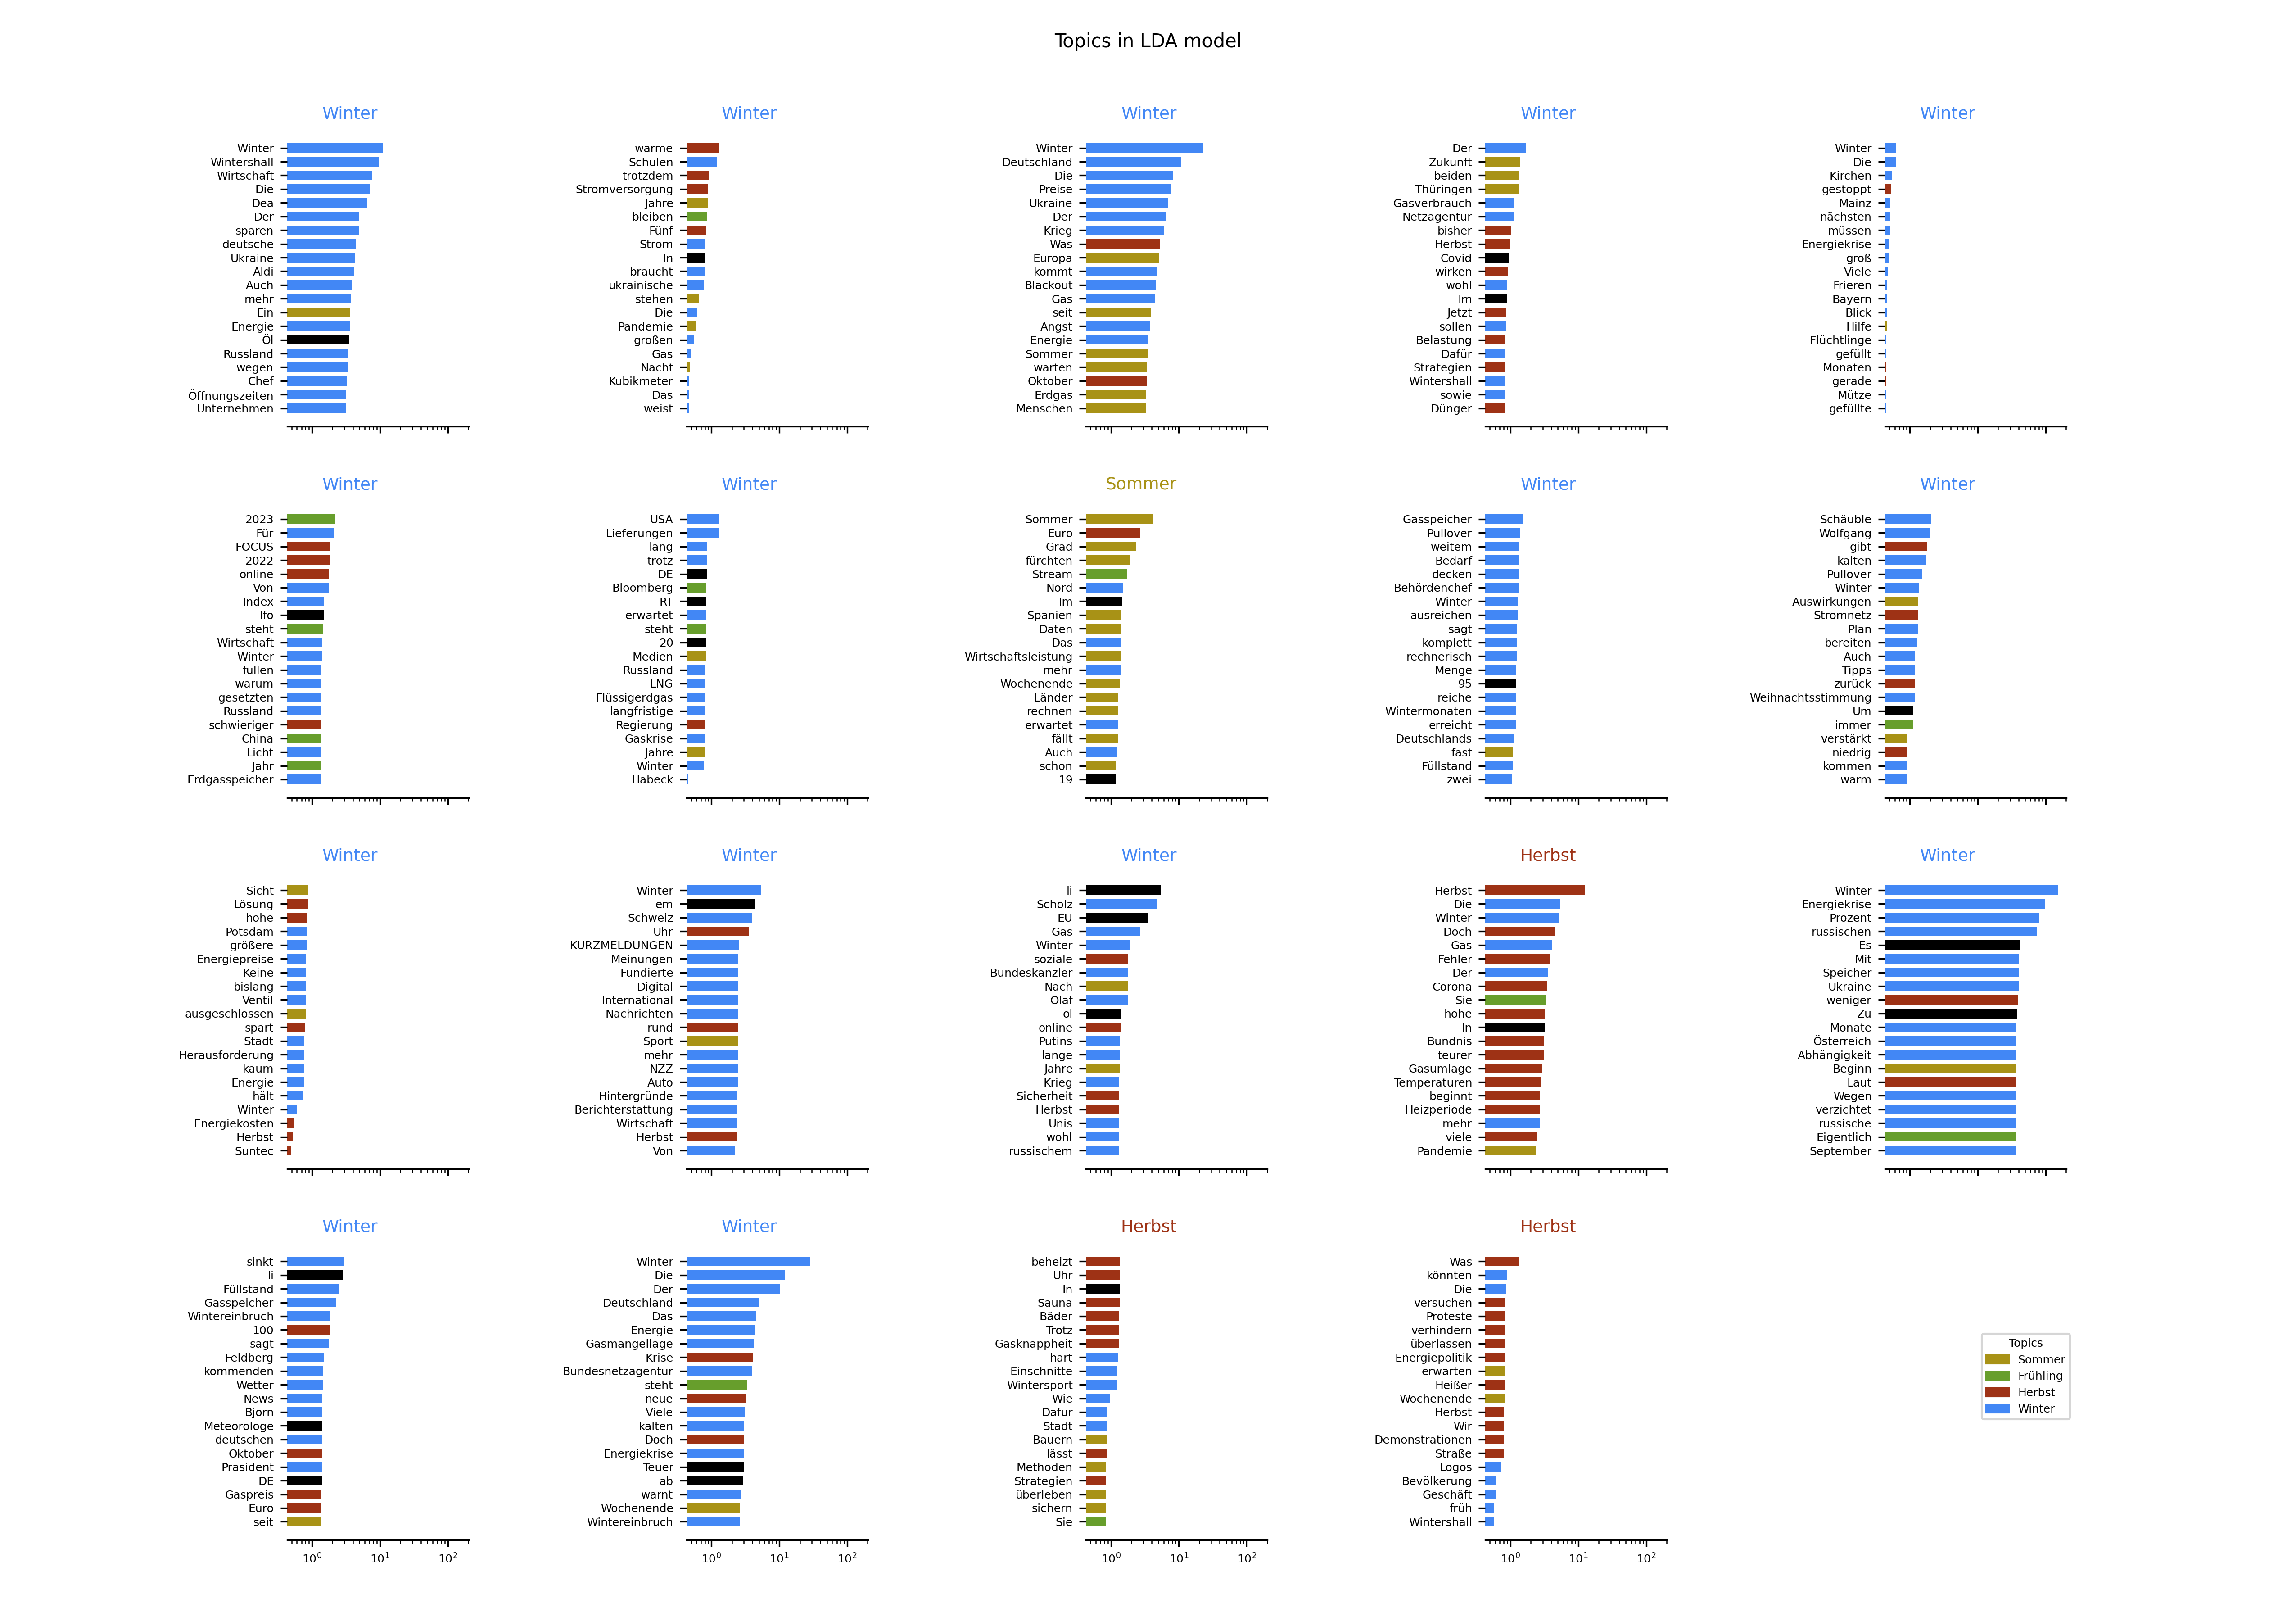 Topics in LDA model
Winter
Winter
Wintershall
Wirtschaft
Die
Dea
Der
sparen
deutsche
Ukraine
Aldi
Auch
mehr
Ein
Energie
Öl
Russland
wegen
Chef
Öffnungszeiten
Unternehmen
Winter
warme
Schulen
trotzdem
Stromversorgung
Jahre
bleiben
Fünf
Strom
In
braucht
ukrainische
stehen
Die
Pandemie
großen
Gas
Nacht
Kubikmeter
Das
weist
Winter
Winter
Deutschland
Die
Preise
Ukraine
Der
Krieg
Was
Europa
kommt
Blackout
Gas
seit
Angst
Energie
Sommer
warten
Oktober
Erdgas
Menschen
Winter
Der
Zukunft
beiden
Thüringen
Gasverbrauch
Netzagentur
bisher
Herbst
Covid
wirken
wohl
Im
Jetzt
sollen
Belastung
Dafür
Strategien
Wintershall
sowie
Dünger
Winter
Winter
Die
Kirchen
gestoppt
Mainz
nächsten
müssen
Energiekrise
groß
Viele
Frieren
Bayern
Blick
Hilfe
Flüchtlinge
gefüllt
Monaten
gerade
Mütze
gefüllte
Winter
2023
Für
FOCUS
2022
online
Von
Index
Ifo
steht
Wirtschaft
Winter
füllen
warum
gesetzten
Russland
schwieriger
China
Licht
Jahr
Erdgasspeicher
Winter
USA
Lieferungen
lang
trotz
DE
Bloomberg
RT
erwartet
steht
20
Medien
Russland
LNG
Flüssigerdgas
langfristige
Regierung
Gaskrise
Jahre
Winter
Habeck
Sommer
Sommer
Euro
Grad
fürchten
Stream
Nord
Im
Spanien
Daten
Das
Wirtschaftsleistung
mehr
Wochenende
Länder
rechnen
erwartet
fällt
Auch
schon
19
Winter
Gasspeicher
Pullover
weitem
Bedarf
decken
Behördenchef
Winter
ausreichen
sagt
komplett
rechnerisch
Menge
95
reiche
Wintermonaten
erreicht
Deutschlands
fast
Füllstand
zwei
Winter
Schäuble
Wolfgang
gibt
kalten
Pullover
Winter
Auswirkungen
Stromnetz
Plan
bereiten
Auch
Tipps
zurück
Weihnachtsstimmung
Um
immer
verstärkt
niedrig
kommen
warm
Winter
Sicht
Lösung
hohe
Potsdam
größere
Energiepreise
Keine
bislang
Ventil
ausgeschlossen
spart
Stadt
Herausforderung
kaum
Energie
hält
Winter
Energiekosten
Herbst
Suntec
Winter
Winter
em
Schweiz
Uhr
KURZMELDUNGEN
Meinungen
Fundierte
Digital
International
Nachrichten
rund
Sport
mehr
NZZ
Auto
Hintergründe
Berichterstattung
Wirtschaft
Herbst
Von
Winter
li
Scholz
EU
Gas
Winter
soziale
Bundeskanzler
Nach
Olaf
ol
online
Putins
lange
Jahre
Krieg
Sicherheit
Herbst
Unis
wohl
russischem
Herbst
Herbst
Die
Winter
Doch
Gas
Fehler
Der
Corona
Sie
hohe
In
Bündnis
teurer
Gasumlage
Temperaturen
beginnt
Heizperiode
mehr
viele
Pandemie
Winter
Winter
Energiekrise
Prozent
russischen
Es
Mit
Speicher
Ukraine
weniger
Zu
Monate
Österreich
Abhängigkeit
Beginn
Laut
Wegen
verzichtet
russische
Eigentlich
September
Winter
sinkt
li
Füllstand
Gasspeicher
Wintereinbruch
100
sagt
Feldberg
kommenden
Wetter
News
Björn
Meteorologe
deutschen
Oktober
Präsident
DE
Gaspreis
Euro
seit
10⁰ 10¹ 10²
Winter
Winter
Die
Der
Deutschland
Das
Energie
Gasmangellage
Krise
Bundesnetzagentur
steht
neue
Viele
kalten
Doch
Energiekrise
Teuer
ab
warnt
Wochenende
Wintereinbruch
10⁰ 10¹ 10²
Herbst
beheizt
Uhr
In
Sauna
Bäder
Trotz
Gasknappheit
hart
Einschnitte
Wintersport
Wie
Dafür
Stadt
Bauern
lässt
Methoden
Strategien
überleben
sichern
Sie
10⁰ 10¹ 10²
Herbst
Was
könnten
Die
versuchen
Proteste
verhindern
überlassen
Energiepolitik
erwarten
Heißer
Wochenende
Herbst
Wir
Demonstrationen
Straße
Logos
Bevölkerung
Geschäft
früh
Wintershall
10⁰ 10¹ 10²
Topics
Sommer
Frühling
Herbst
Winter